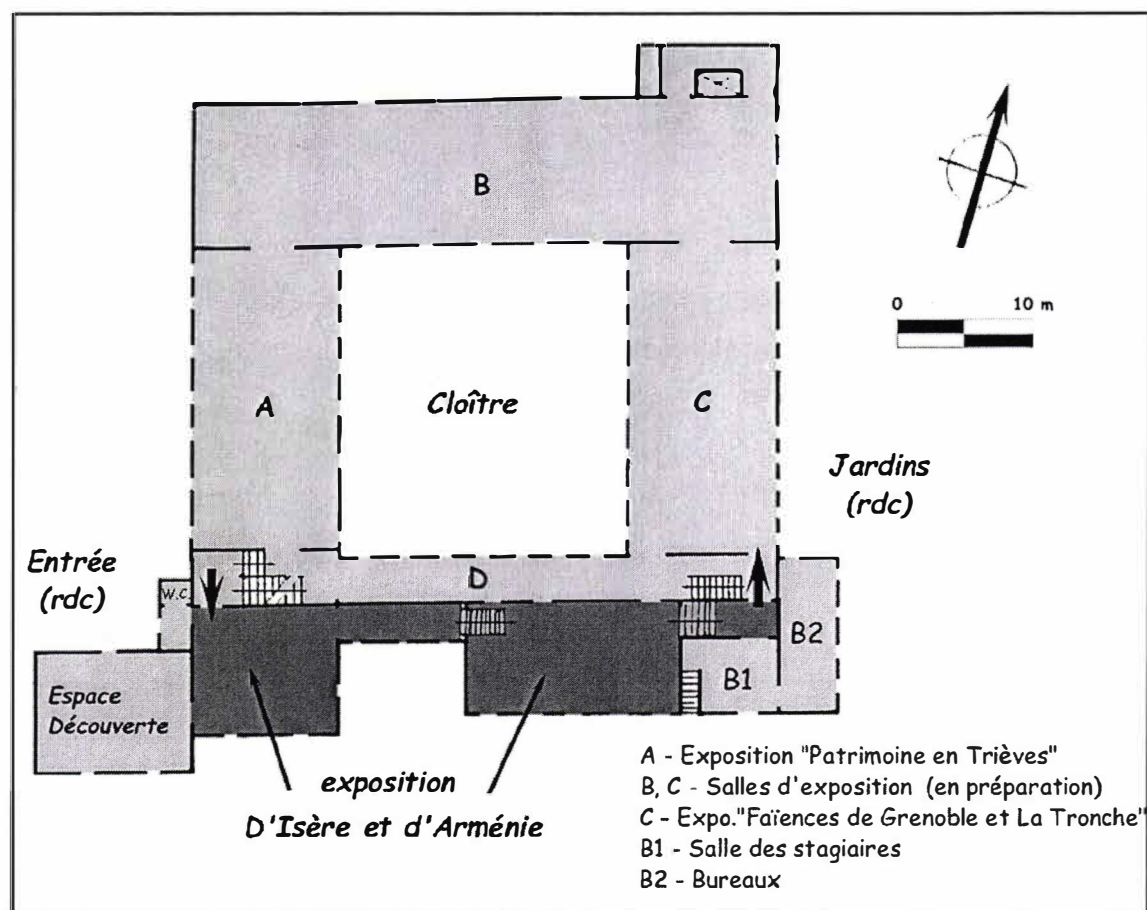 B
0 10 m
A
Cloître
C
Jardins
(rdc)
Entrée
(rdc)
W.C.
D
B2
B1
Espace
Découverte
exposition
D'Isère et d'Arménie
A - Exposition "Patrimoine en Trièves"
B, C - Salles d'exposition (en préparation)
C - Expo."Faïences de Grenoble et La Tronche"
B1 - Salle des stagiaires
B2 - Bureaux